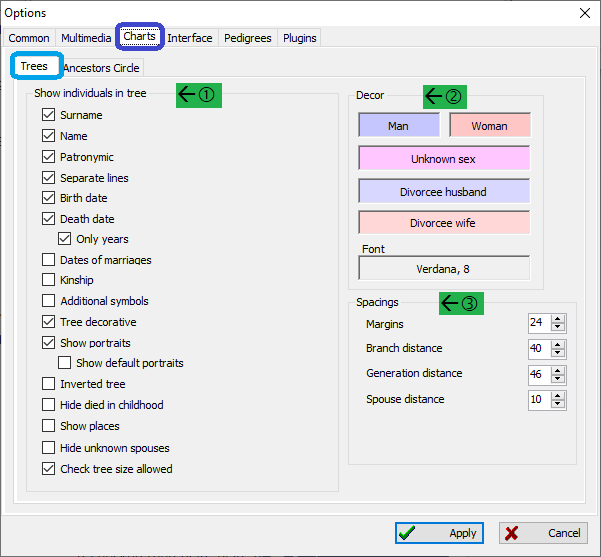 Options
Common Multimedia Charts Interface Pedigrees Plugins
Trees Ancestors Circle
Show individuals in tree ←①
Surname
Name
Patronymic
Separate lines
Birth date
Death date
Only years
Dates of marriages
Kinship
Additional symbols
Tree decorative
Show portraits
Show default portraits
Inverted tree
Hide died in childhood
Show places
Hide unknown spouses
Check tree size allowed
Decor ←②
Man Woman
Unknown sex
Divorcee husband
Divorcee wife
Font
Verdana, 8
Spacings ←③
Margins 24
Branch distance 40
Generation distance 46
Spouse distance 10
Apply Cancel